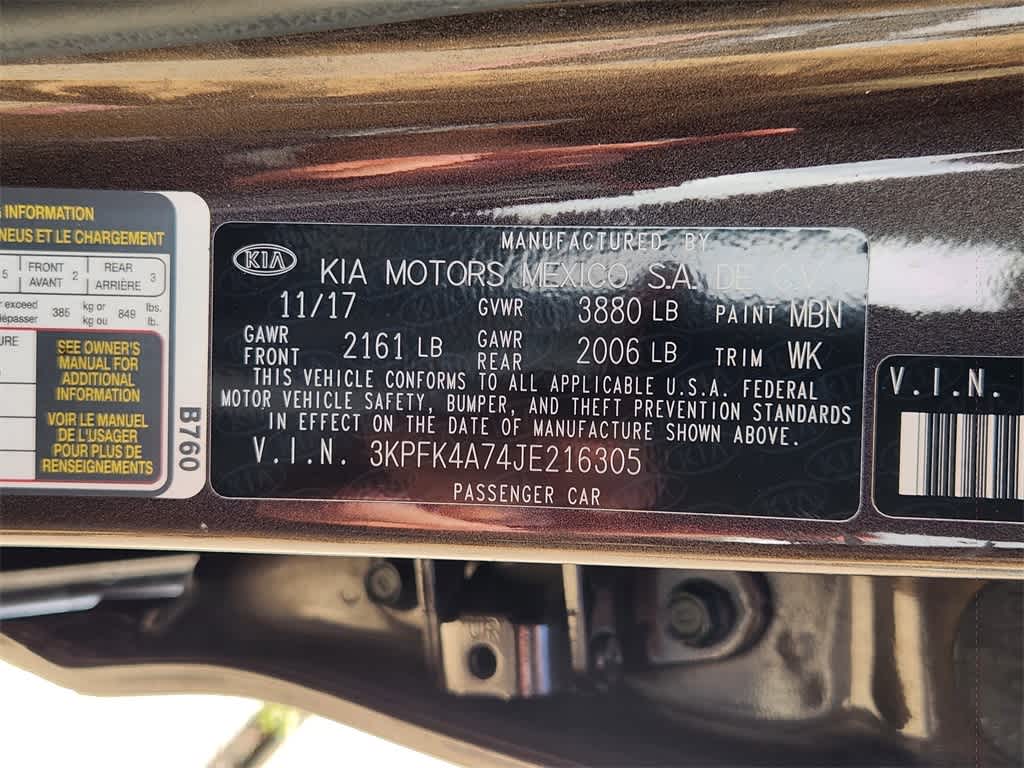 INFORMATION
NEUS ET LE CHARGEMENT
5 FRONT AVANT 2 REAR ARRIÈRE 3
r exceed dépasser 385 kg or kg ou 849 lbs. lb.
SEE OWNER'S
MANUAL FOR
ADDITIONAL
INFORMATION
VOIR LE MANUEL
DE L'USAGER
POUR PLUS DE
RENSEIGNEMENTS
B760
MANUFACTURED BY
KIA KIA MOTORS MEXICO S.A. DE C.
11/17 GVWR 3880 LB PAINT MBN
GAWR FRONT 2161 LB GAWR REAR 2006 LB TRIM WK
THIS VEHICLE CONFORMS TO ALL APPLICABLE U.S.A. FEDERAL
MOTOR VEHICLE SAFETY, BUMPER, AND THEFT PREVENTION STANDARDS
IN EFFECT ON THE DATE OF MANUFACTURE SHOWN ABOVE.
V.I.N. 3KPFK4A74JE216305
PASSENGER CAR
V.I.N.
UR